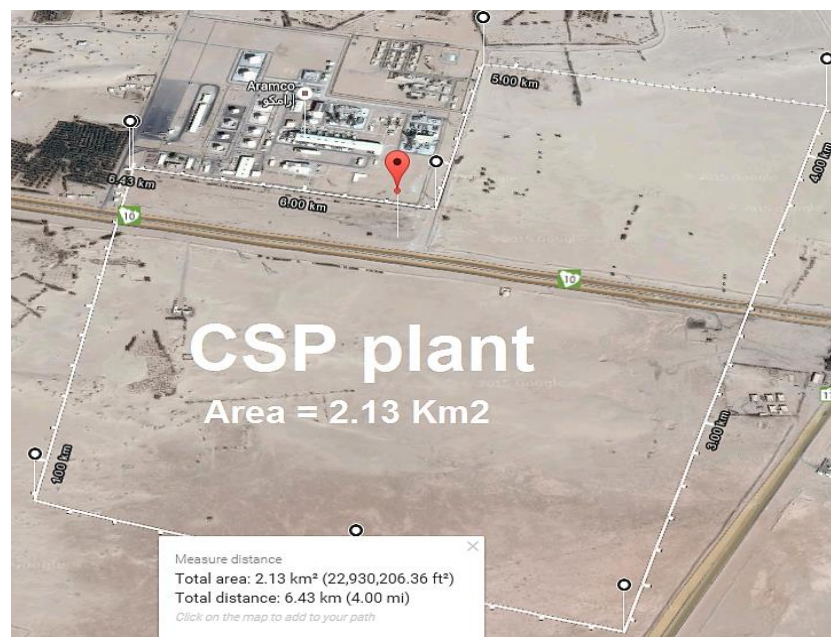 5.00 km
Aramco
أرامكو
4.00 km
6.43 km
6.00 km
10
10
CSP plant
Area = 2.13 Km2
3.00 km
1.00 km
Measure distance
Total area: 2.13 km² (22,930,206.36 ft²)
Total distance: 6.43 km (4.00 mi)
Click on the map to add to your path